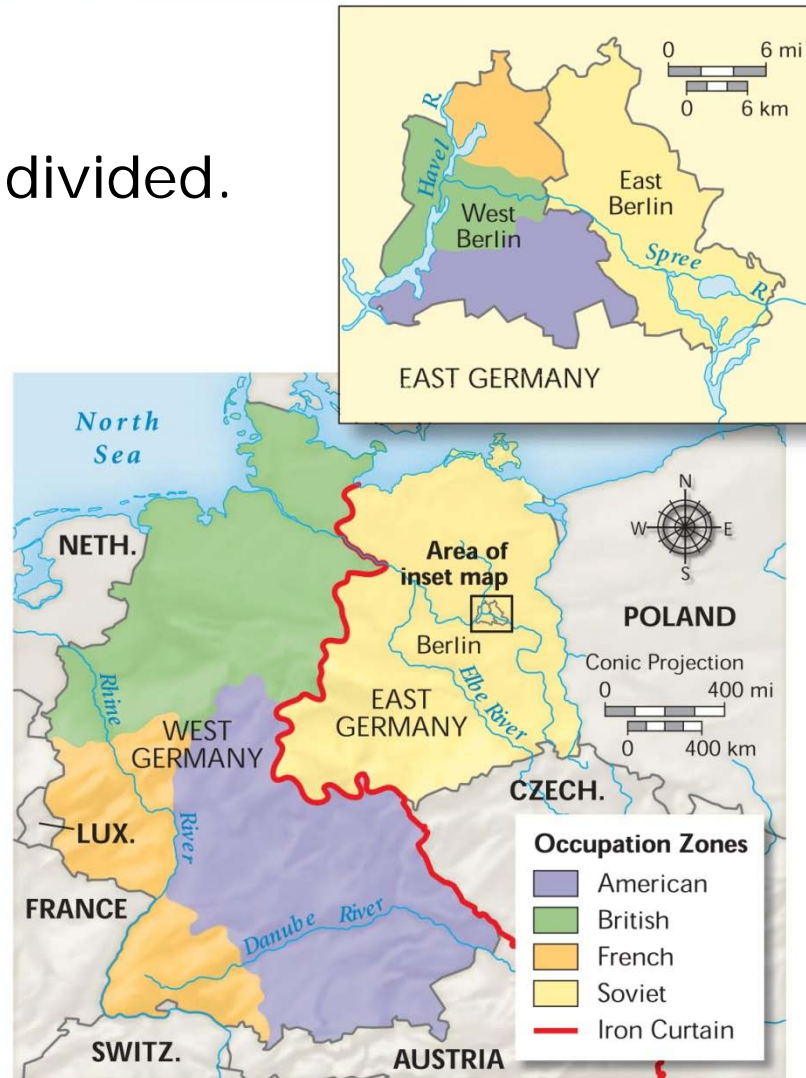 divided.
0 6 mi
0 6 km
Havel R.
East
Berlin
West
Berlin
Spree R.
EAST GERMANY
North
Sea
NETH.
Area of
inset map
N
W E
S
POLAND
Berlin
Conic Projection
0 400 mi
0 400 km
Rhine River
WEST
GERMANY
EAST
GERMANY
Elbe River
CZECH.
LUX.
FRANCE
Danube River
SWITZ.
AUSTRIA
Occupation Zones
American
British
French
Soviet
Iron Curtain